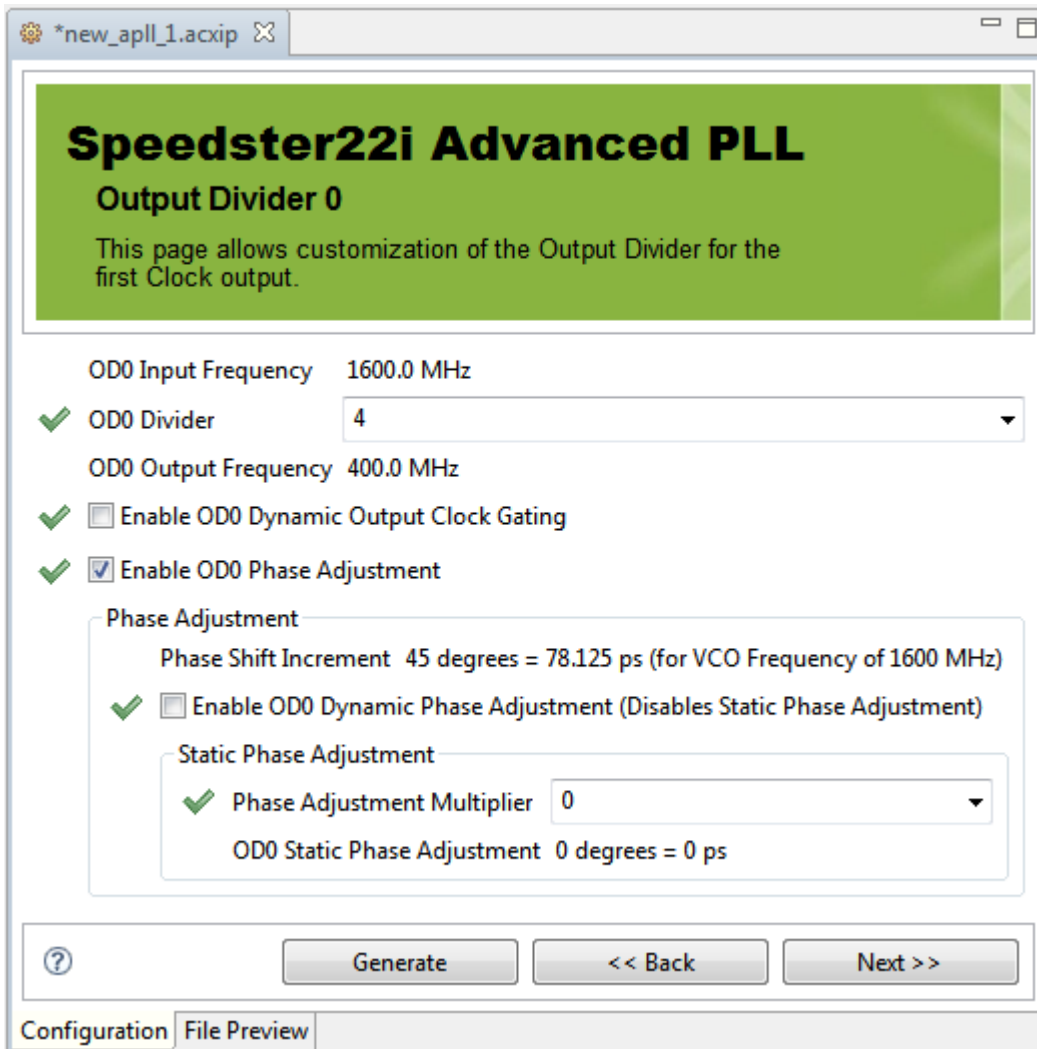 *new_apll_1.acxip
Speedster22i Advanced PLL
Output Divider 0
This page allows customization of the Output Divider for the
first Clock output.
OD0 Input Frequency 1600.0 MHz
OD0 Divider 4
OD0 Output Frequency 400.0 MHz
Enable OD0 Dynamic Output Clock Gating
Enable OD0 Phase Adjustment
Phase Adjustment
Phase Shift Increment 45 degrees = 78.125 ps (for VCO Frequency of 1600 MHz)
Enable OD0 Dynamic Phase Adjustment (Disables Static Phase Adjustment)
Static Phase Adjustment
Phase Adjustment Multiplier 0
OD0 Static Phase Adjustment 0 degrees = 0 ps
? Generate << Back Next >>
Configuration File Preview